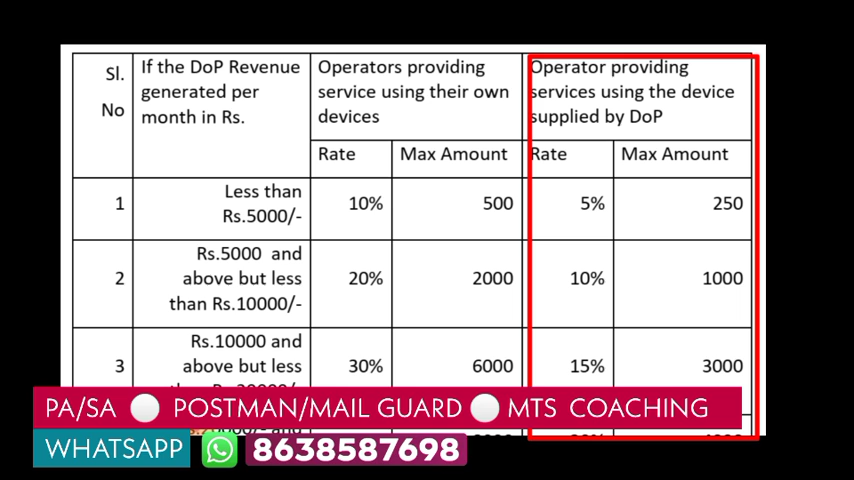 Sl. No
If the DoP Revenue generated per month in Rs.
Operators providing service using their own devices
Operator providing services using the device supplied by DoP
Rate
Max Amount
Rate
Max Amount
1
Less than Rs.5000/-
10%
500
5%
250
2
Rs.5000 and above but less than Rs.10000/-
20%
2000
10%
1000
3
Rs.10000 and above but less
30%
6000
15%
3000
PA/SA POSTMAN/MAIL GUARD MTS COACHING
WHATSAPP 8638587698